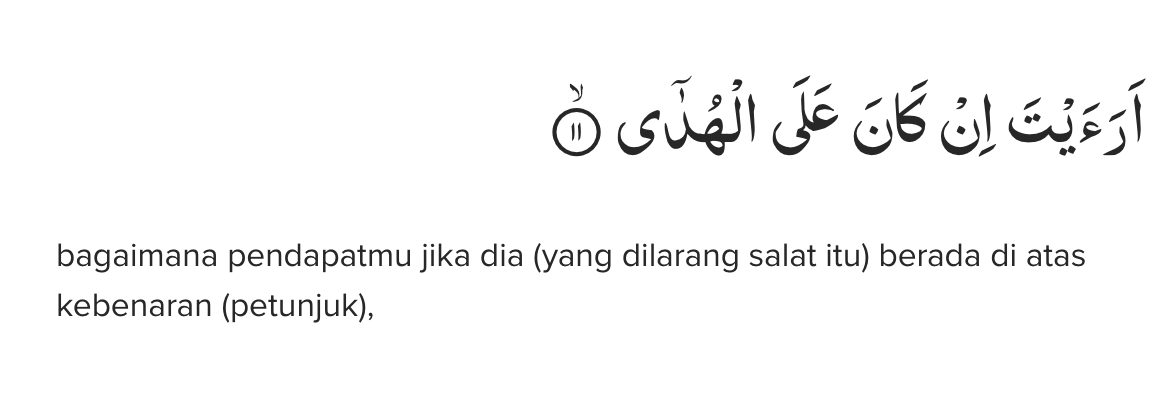 اَرَءَيْتَ اِنْ كَانَ عَلَى الْهُدٰٓى ۙ ١١
bagaimana pendapatmu jika dia (yang dilarang salat itu) berada di atas
kebenaran (petunjuk),